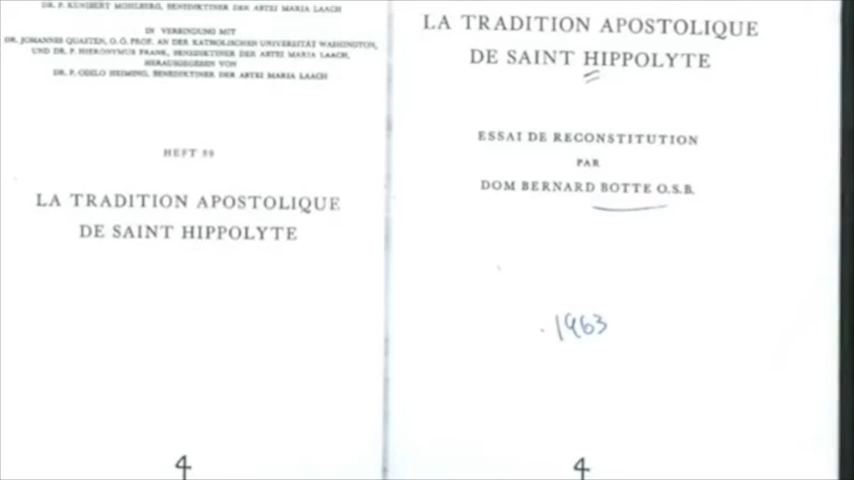 DR. P. KUNIBERT MOHLBERG, BENEDIKTINER DER ABTEI MARIA LAACH
IN VERBINDUNG MIT
DR. JOHANNES QUASTEN, O. Ö. PROF. AN DER KATHOLISCHEN UNIVERSITÄT WASHINGTON,
UND DR. P. HIERONYMUS FRANK, BENEDIKTINER DER ABTEI MARIA LAACH,
HERAUSGEGEBEN VON
DR. P. ODILO HEIMING, BENEDIKTINER DER ABTEI MARIA LAACH
HEFT 39
LA TRADITION APOSTOLIQUE
DE SAINT HIPPOLYTE
LA TRADITION APOSTOLIQUE
DE SAINT HIPPOLYTE
ESSAI DE RECONSTITUTION
PAR
DOM BERNARD BOTTE O.S.B.
1963